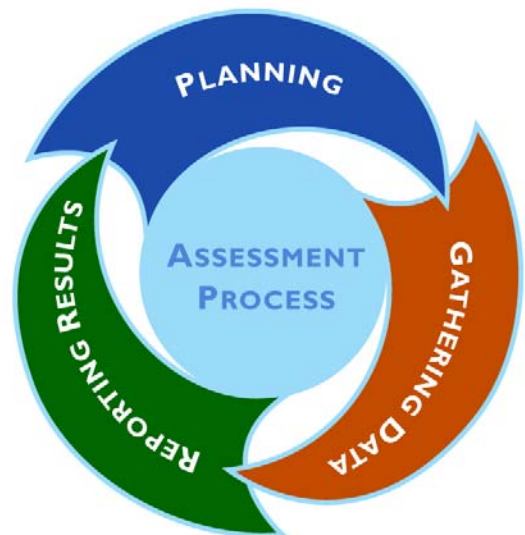 PLANNING
GATHERING DATA
REPORTING RESULTS
ASSESSMENT
PROCESS